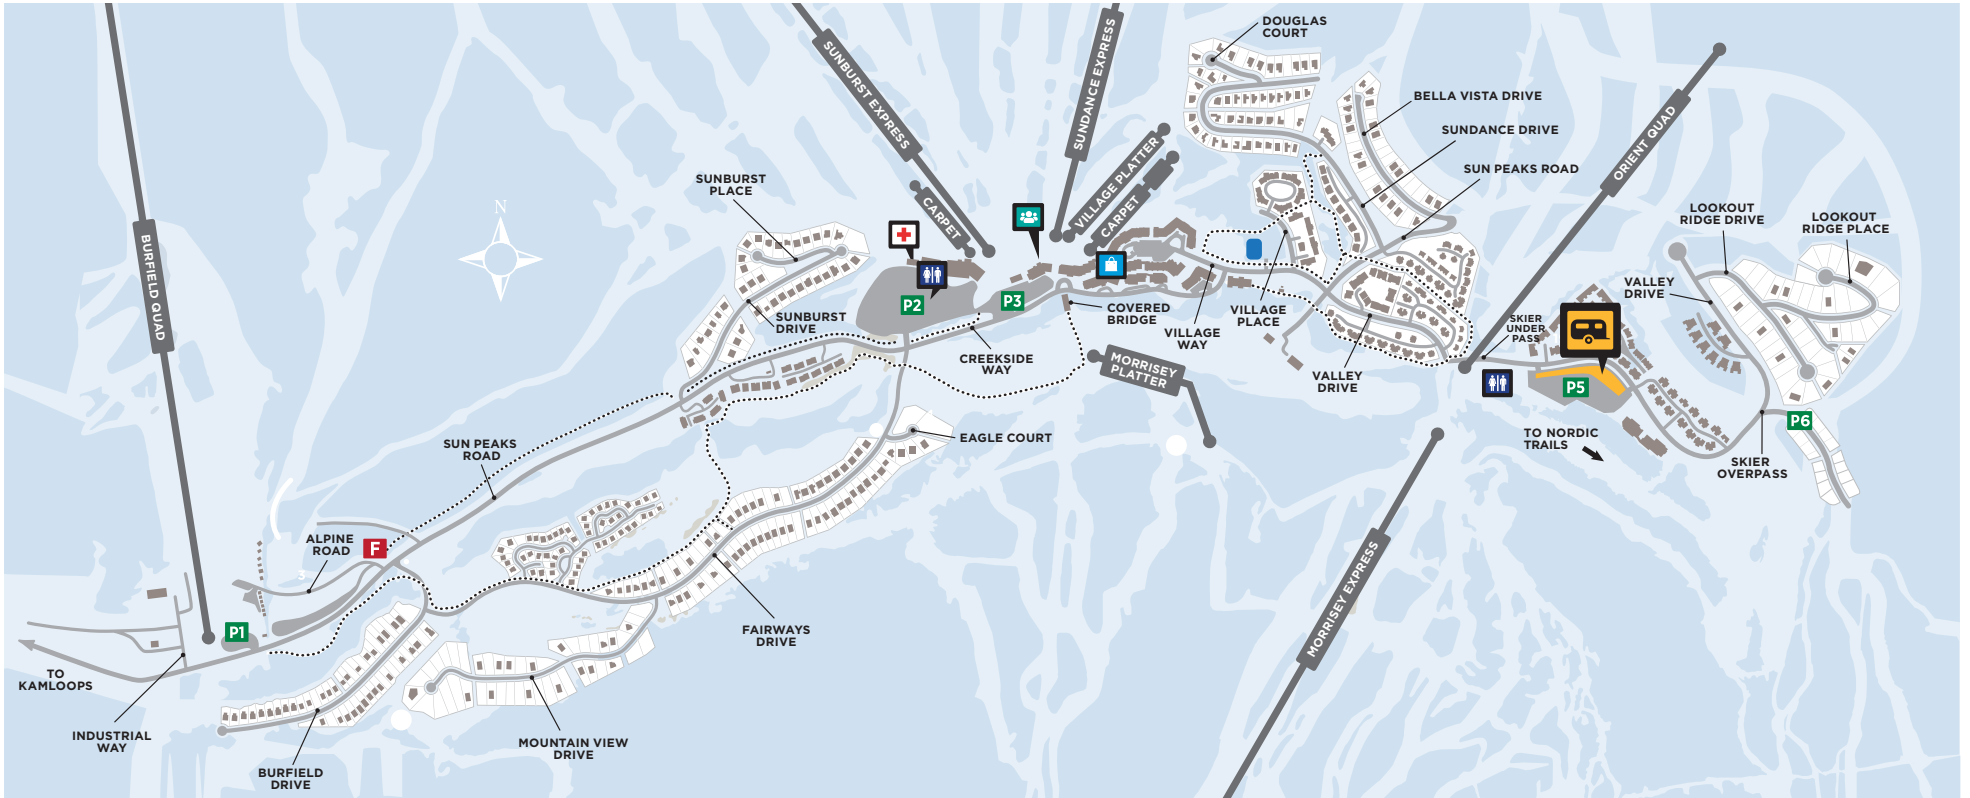 DOUGLAS
COURT
SUNBURST EXPRESS
SUNDANCE EXPRESS
BELLA VISTA DRIVE
SUNDANCE DRIVE
ORIENT QUAD
VILLAGE PLATTER
SUN PEAKS ROAD
SUNBURST
PLACE
CARPET
CARPET
N
LOOKOUT
RIDGE DRIVE
LOOKOUT
RIDGE PLACE
BURFIELD QUAD
VALLEY
DRIVE
P2
P3
SUNBURST
DRIVE
COVERED
BRIDGE
VILLAGE
PLACE
VILLAGE
WAY
SKIER
UNDER
PASS
CREEKSIDE
WAY
MORRISEY
PLATTER
VALLEY
DRIVE
P5
P6
SUN PEAKS
ROAD
EAGLE COURT
TO NORDIC
TRAILS
SKIER
OVERPASS
ALPINE
ROAD
F
3
MORRISEY EXPRESS
P1
FAIRWAYS
DRIVE
TO
KAMLOOPS
INDUSTRIAL
WAY
MOUNTAIN VIEW
DRIVE
BURFIELD
DRIVE